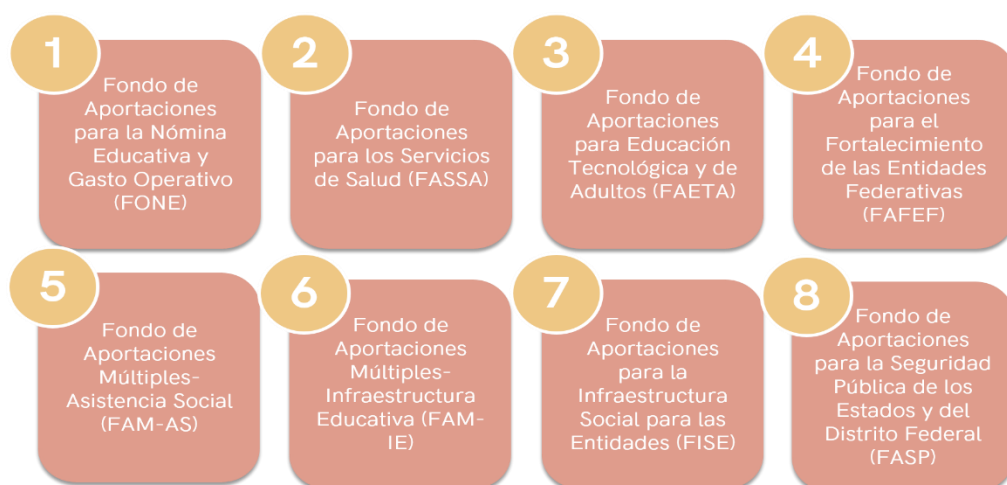 1
Fondo de
Aportaciones
para la Nómina
Educativa y
Gasto Operativo
(FONE)
2
Fondo de
Aportaciones
para los Servicios
de Salud (FASSA)
3
Fondo de
Aportaciones
para Educación
Tecnológica y de
Adultos (FAETA)
4
Fondo de
Aportaciones
para el
Fortalecimiento
de las Entidades
Federativas
(FAFEF)
5
Fondo de
Aportaciones
Múltiples-
Asistencia Social
(FAM-AS)
6
Fondo de
Aportaciones
Múltiples-
Infraestructura
Educativa (FAM-
IE)
7
Fondo de
Aportaciones
para la
Infraestructura
Social para las
Entidades (FISE)
8
Fondo de
Aportaciones
para la Seguridad
Pública de los
Estados y del
Distrito Federal
(FASP)